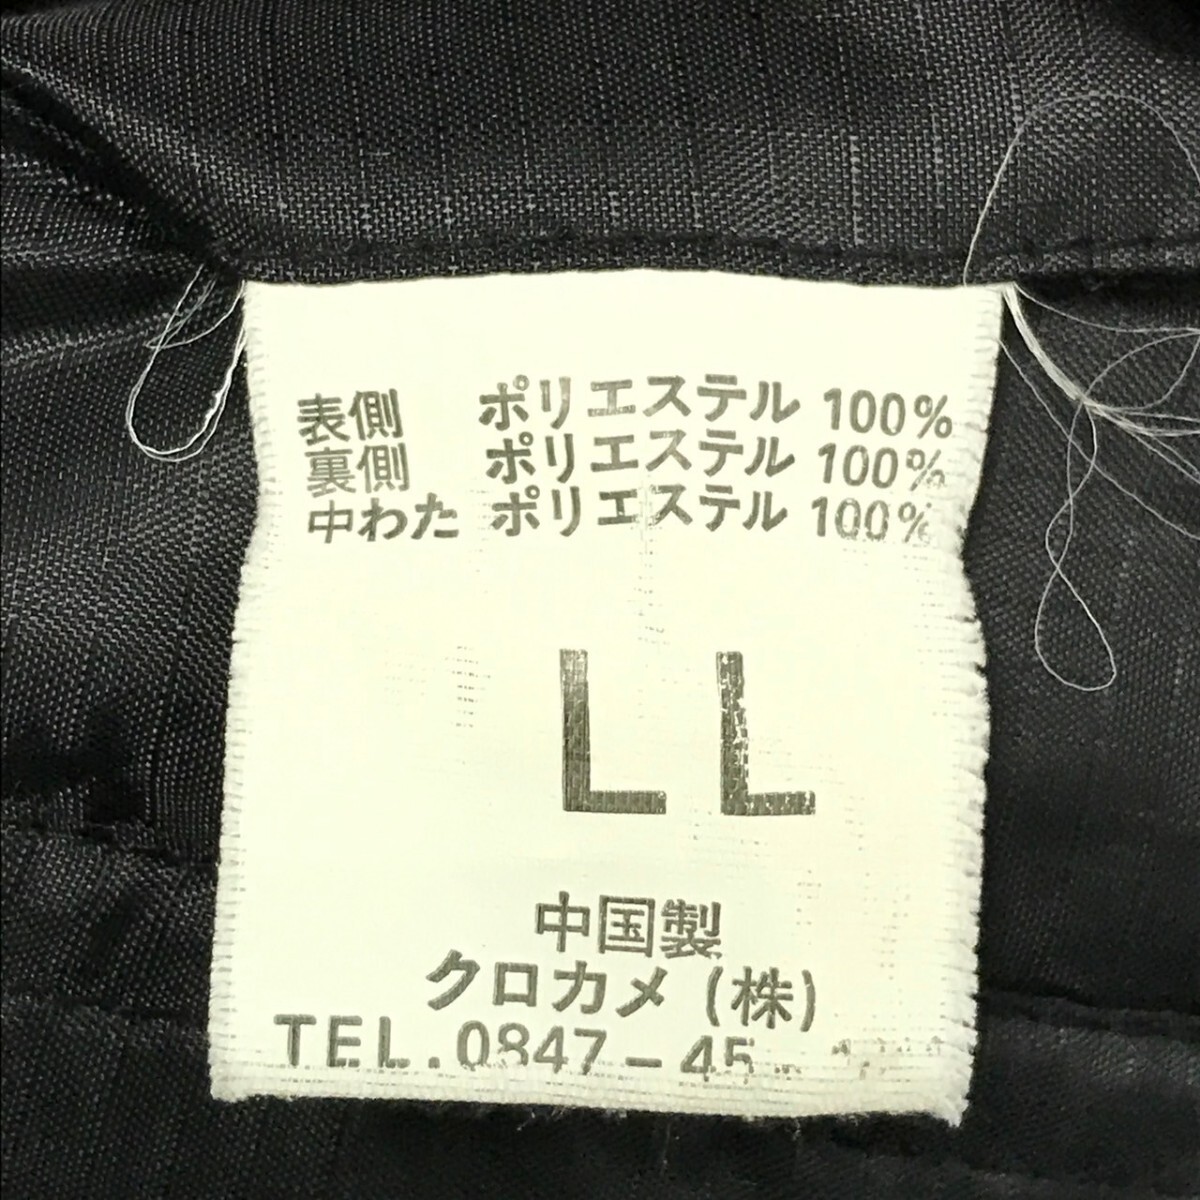 表側 ポリエステル 100%
裏側 ポリエステル 100%
中わた ポリエステル 100%
LL
中国製
クロカメ (株)
TEL.0847-45